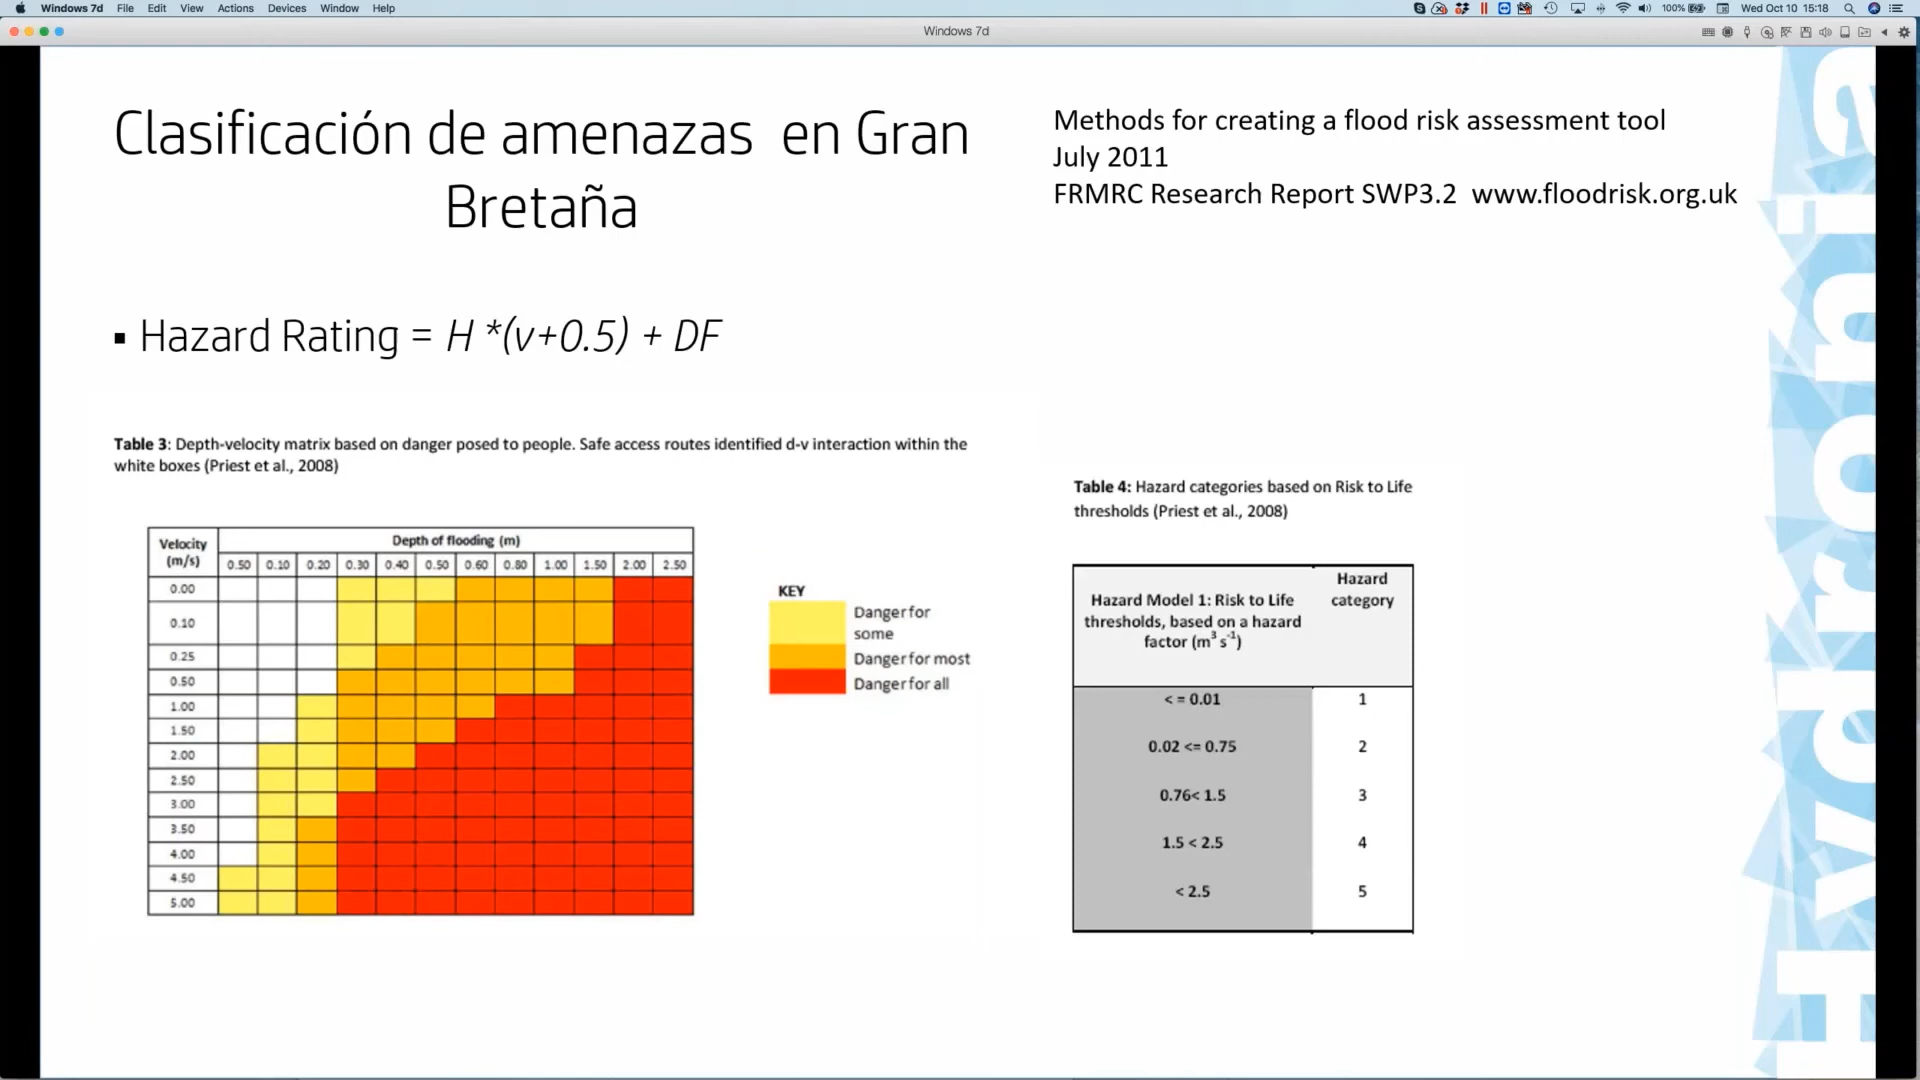 Windows 7d File Edit View Actions Devices Window Help 100% Wed Oct 10 15:18
Windows 7d
Clasificación de amenazas en Gran
Bretaña
Methods for creating a flood risk assessment tool
July 2011
FRMRC Research Report SWP3.2 www.floodrisk.org.uk
▪ Hazard Rating = H *(v+0.5) + DF
Table 3: Depth-velocity matrix based on danger posed to people. Safe access routes identified d-v interaction within the
white boxes (Priest et al., 2008)
Velocity
(m/s)
Depth of flooding (m)
0.50 0.10 0.20 0.30 0.40 0.50 0.60 0.80 1.00 1.50 2.00 2.50
0.00
0.10
0.25
0.50
1.00
1.50
2.00
2.50
3.00
3.50
4.00
4.50
5.00
KEY
Danger for
some
Danger for most
Danger for all
Table 4: Hazard categories based on Risk to Life
thresholds (Priest et al., 2008)
Hazard Model 1: Risk to Life
thresholds, based on a hazard
factor (m³ s⁻¹)
Hazard
category
< = 0.01 1
0.02 <= 0.75 2
0.76< 1.5 3
1.5 < 2.5 4
< 2.5 5
Hydronia